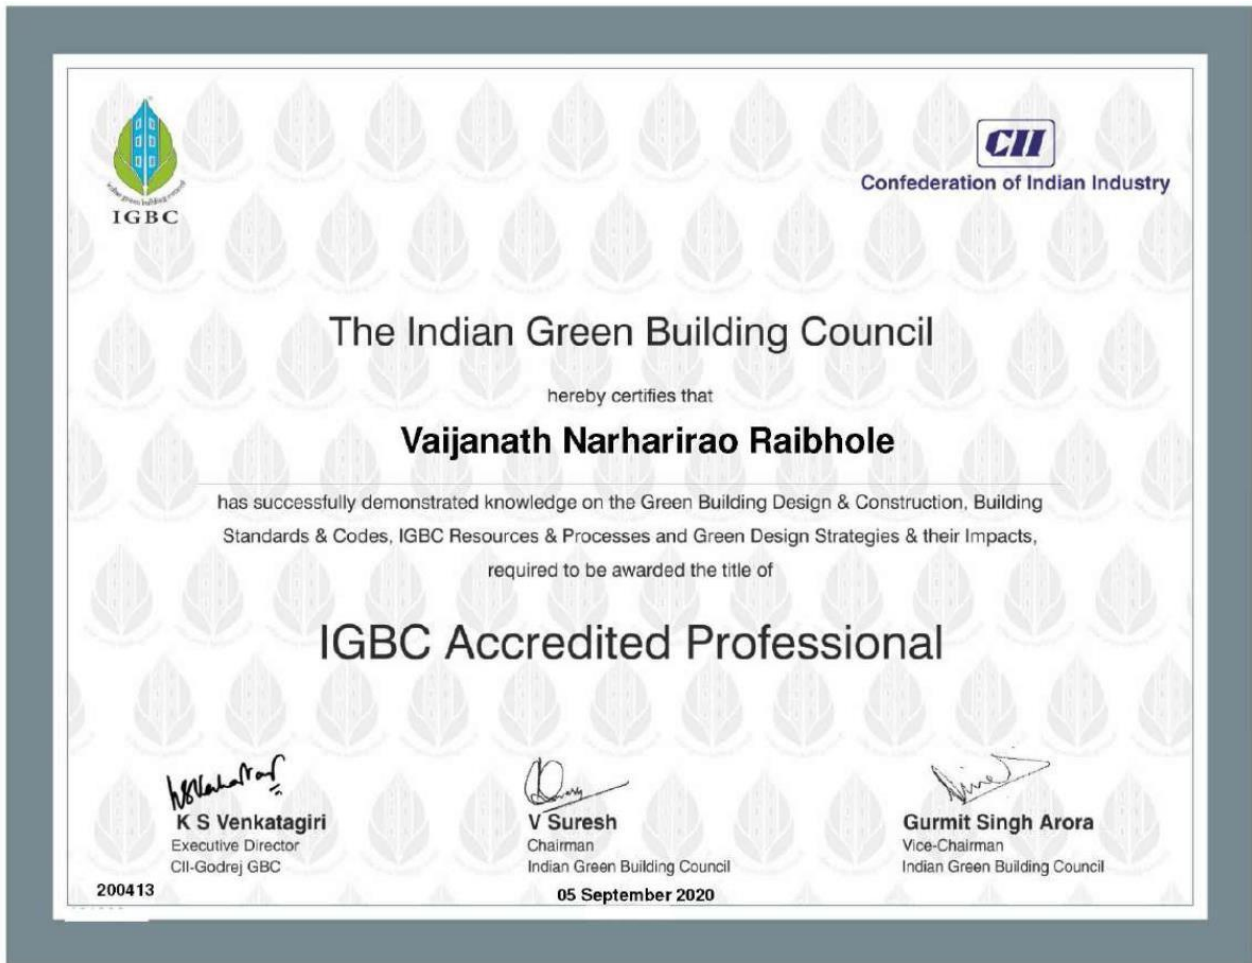 IGBC
CII
Confederation of Indian Industry
The Indian Green Building Council
hereby certifies that
Vaijanath Narharirao Raibhole
has successfully demonstrated knowledge on the Green Building Design & Construction, Building
Standards & Codes, IGBC Resources & Processes and Green Design Strategies & their Impacts,
required to be awarded the title of
IGBC Accredited Professional
K S Venkatagiri
Executive Director
CII-Godrej GBC
V Suresh
Chairman
Indian Green Building Council
Gurmit Singh Arora
Vice-Chairman
Indian Green Building Council
200413
05 September 2020